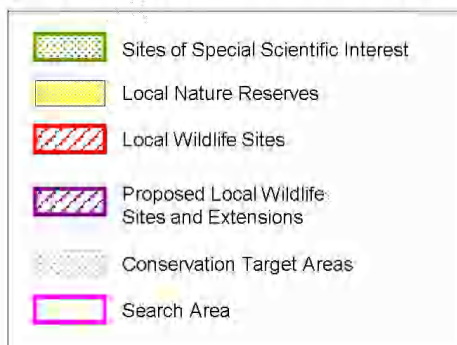 Sites of Special Scientific Interest
Local Nature Reserves
Local Wildlife Sites
Proposed Local Wildlife
Sites and Extensions
Conservation Target Areas
Search Area